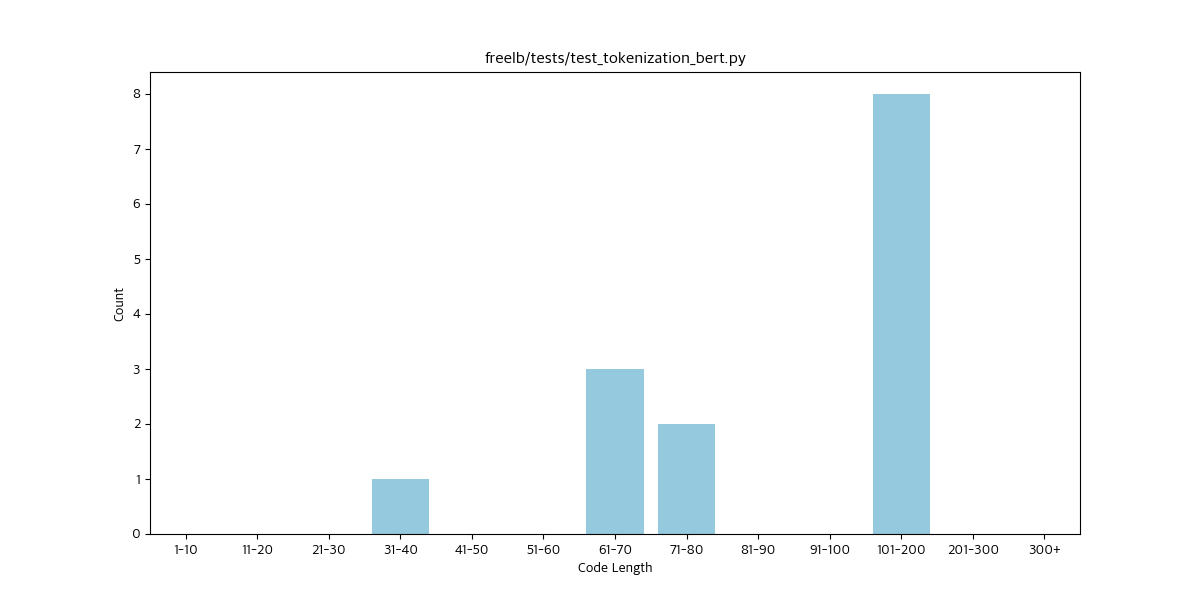 freelb/tests/test_tokenization_bert.py
8
7
6
5
4
3
2
1
0
Count
1-10 11-20 21-30 31-40 41-50 51-60 61-70 71-80 81-90 91-100 101-200 201-300 300+
Code Length